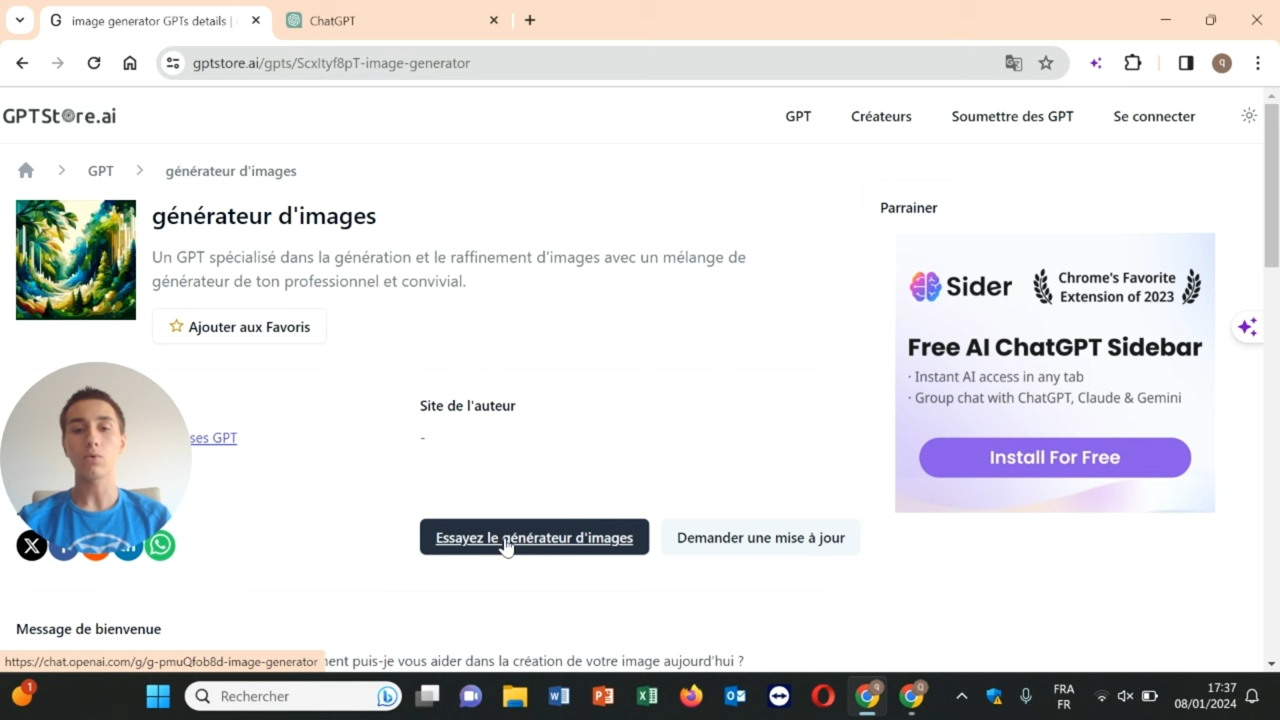 image generator GPTs details |
ChatGPT
gptstore.ai/gpts/ScxItyf8pT-image-generator
GPTSt re.ai
GPT
Créateurs
Soumettre des GPT
Se connecter
GPT
générateur d'images
générateur d'images
Un GPT spécialisé dans la génération et le raffinement d'images avec un mélange de
générateur de ton professionnel et convivial.
Ajouter aux Favoris
Parrainer
Sider
Chrome's Favorite
Extension of 2023
Free AI ChatGPT Sidebar
· Instant AI access in any tab
· Group chat with ChatGPT, Claude & Gemini
Install For Free
Site de l'auteur
GPT
-
Essayez le générateur d'images
Demander une mise à jour
Message de bienvenue
puis-je vous aider dans la création de votre image aujourd'hui ?
https://chat.openai.com/g/g-pmuQfob8d-image-generator
Rechercher
FRA
FR
17:37
08/01/2024